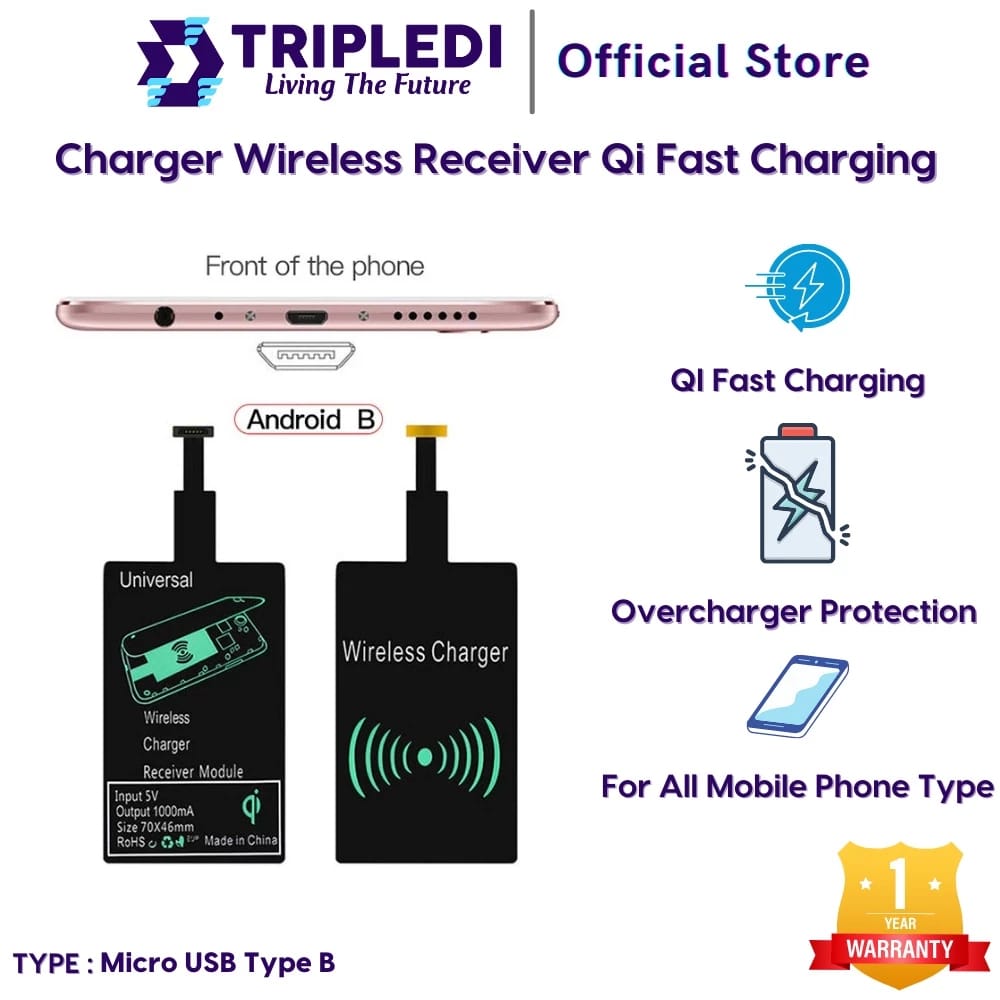 TRIPLEDI
Living The Future
Official Store
Charger Wireless Receiver Qi Fast Charging
Front of the phone
Android B
QI Fast Charging
Overcharger Protection
For All Mobile Phone Type
Universal
Wireless
Charger
Receiver Module
Input 5V
Output 1000mA
Size 70X46mm
RoHS
Made in China
qi
Wireless Charger
1
YEAR
WARRANTY
TYPE : Micro USB Type B